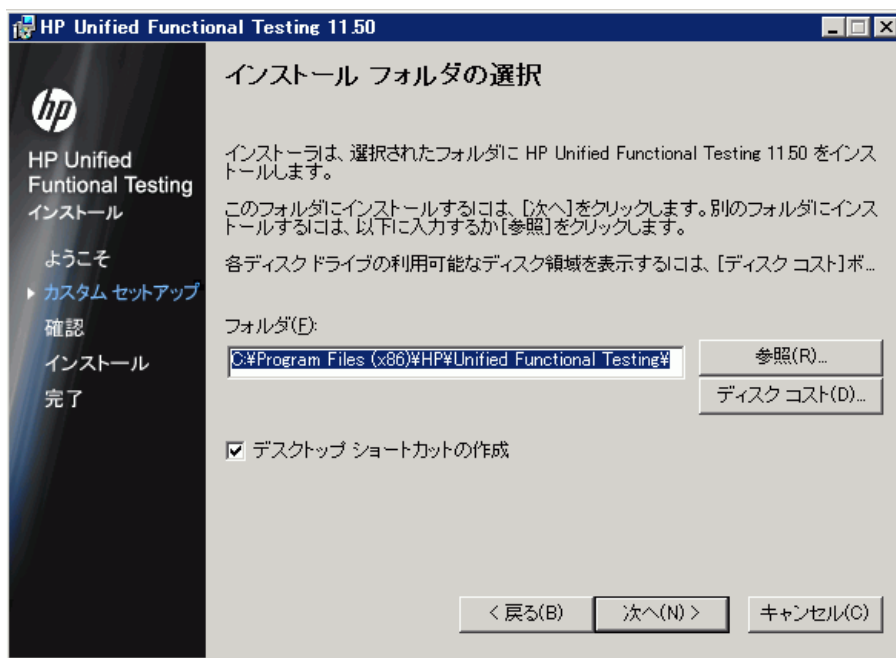 HP Unified Functional Testing 11.50
hp
HP Unified
Funtional Testing
インストール
ようこそ
カスタム セットアップ
確認
インストール
完了
インストール フォルダの選択
インストーラは、選択されたフォルダに HP Unified Functional Testing 11.50 をインス
トールします。
このフォルダにインストールするには、[次へ]をクリックします。別のフォルダにインス
トールするには、以下に入力するか[参照]をクリックします。
各ディスク ドライブの利用可能なディスク領域を表示するには、[ディスク コスト]ボ...
フォルダ(F):
C:¥Program Files (x86)¥HP¥Unified Functional Testing¥
参照(R)...
ディスク コスト(D)...
デスクトップ ショートカットの作成
< 戻る(B)
次へ(N) >
キャンセル(C)